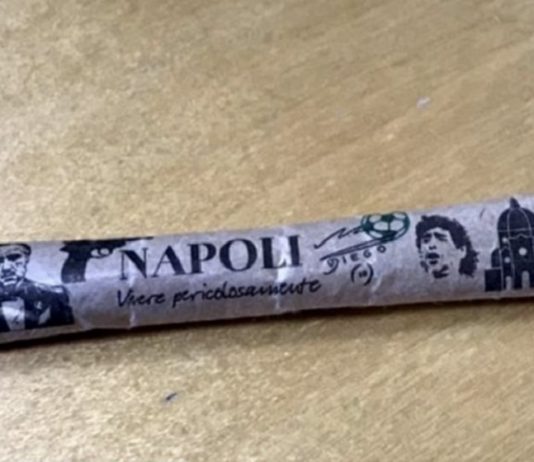 NAPOLI
Vivere pericolosamente
DIEGO
(10)